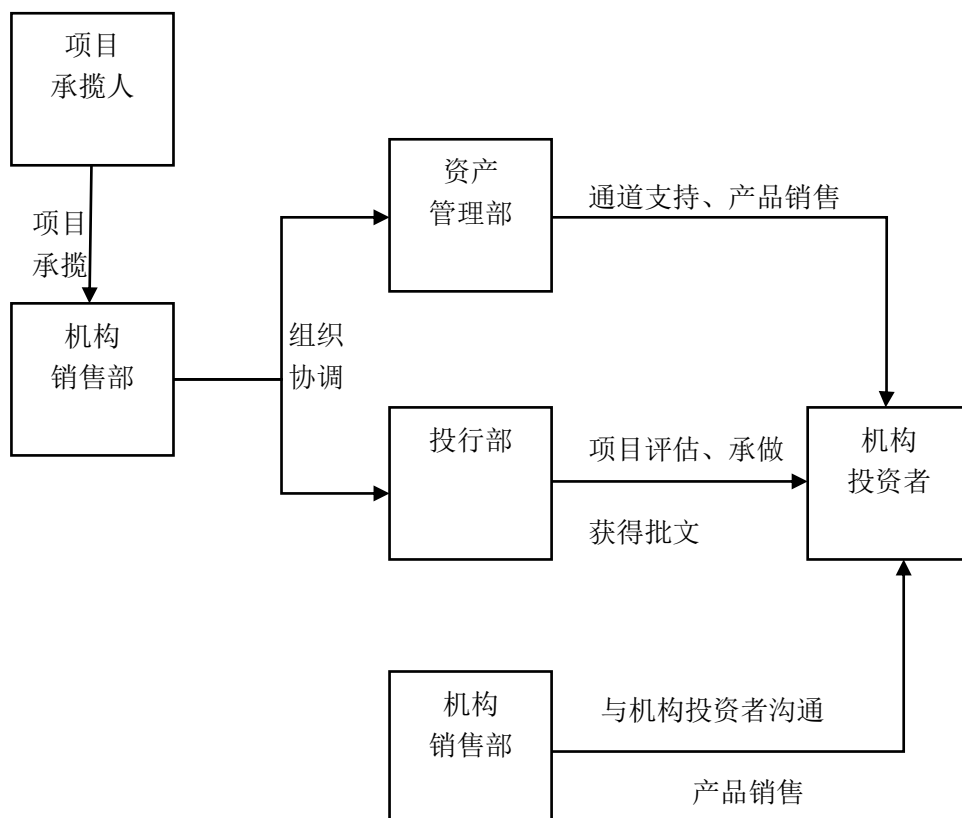 项目
承揽人
项目
承揽
机构
销售部
组织
协调
资产
管理部
通道支持、产品销售
投行部
项目评估、承做
获得批文
机构
投资者
机构
销售部
与机构投资者沟通
产品销售